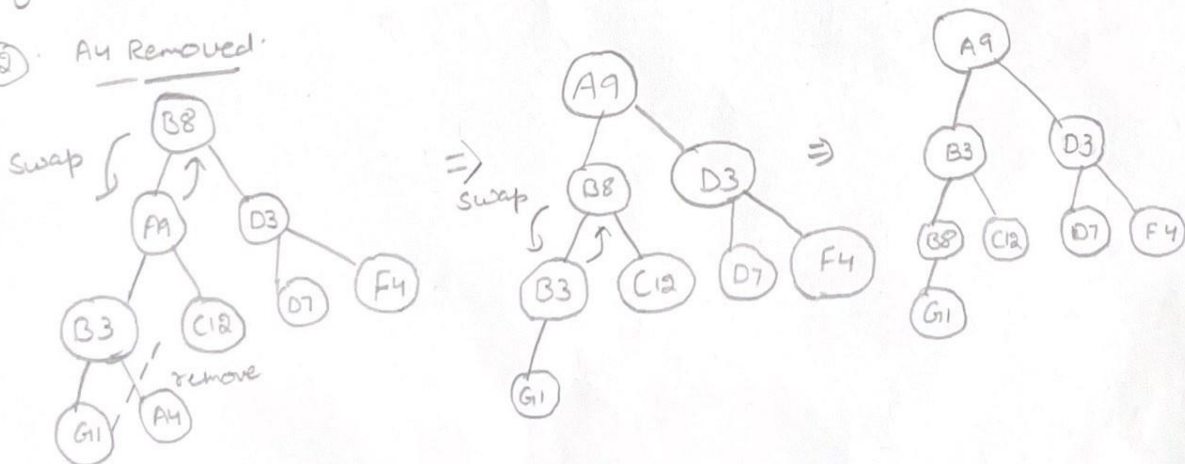 2. A4 Removed.
B8
Swap
A9
D3
B3
C12
D7
F4
remove
G1
A4
=>
Swap
A9
B8
D3
B3
C12
D7
F4
G1
=>
A9
B3
D3
B8
C12
D7
F4
G1